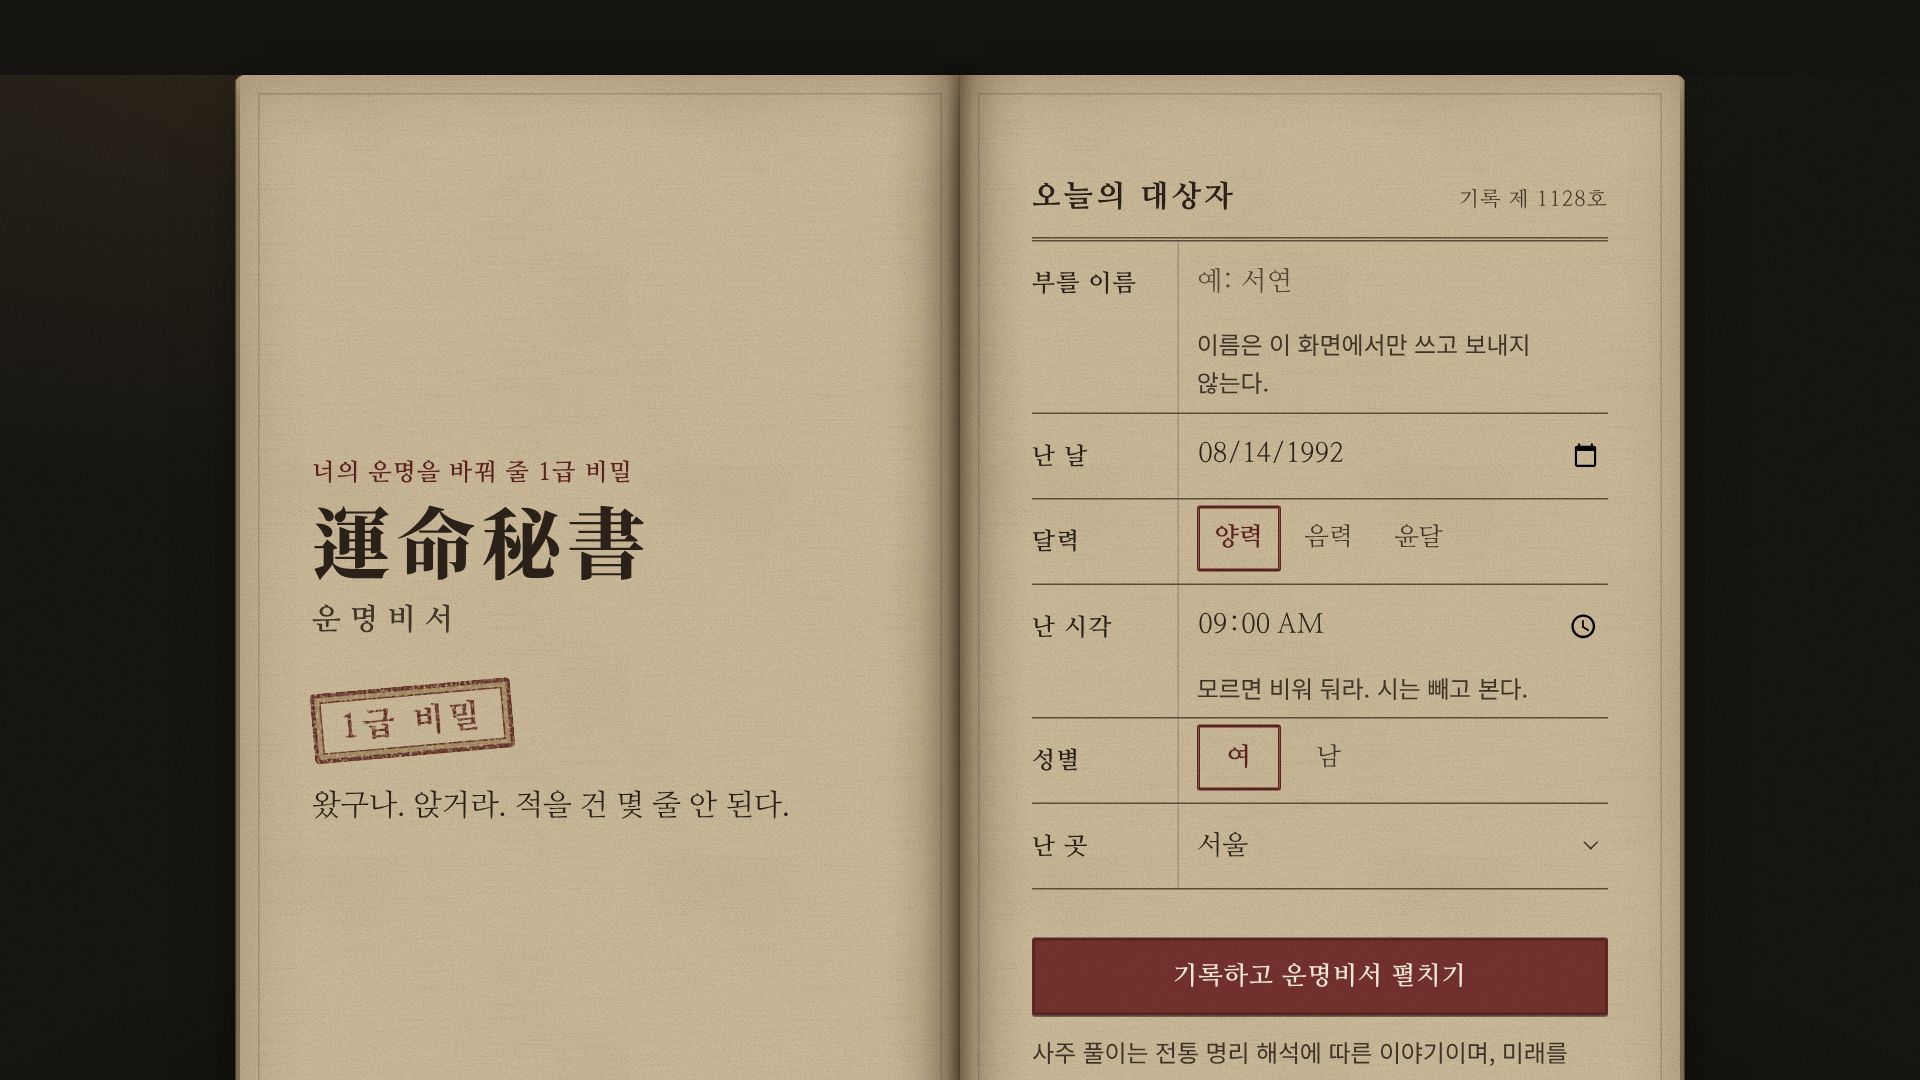 너의 운명을 바꿔 줄 1급 비밀
運命秘書
운명비서
1급 비밀
왔구나. 앉거라. 적을 건 몇 줄 안 된다.
오늘의 대상자
기록 제 1128호
부를 이름
예: 서연
이름은 이 화면에서만 쓰고 보내지
않는다.
난 날
08/14/1992
달력
양력 음력 윤달
난 시각
09:00 AM
모르면 비워 둬라. 시는 빼고 본다.
성별
여 남
난 곳
서울
기록하고 운명비서 펼치기
사주 풀이는 전통 명리 해석에 따른 이야기이며, 미래를